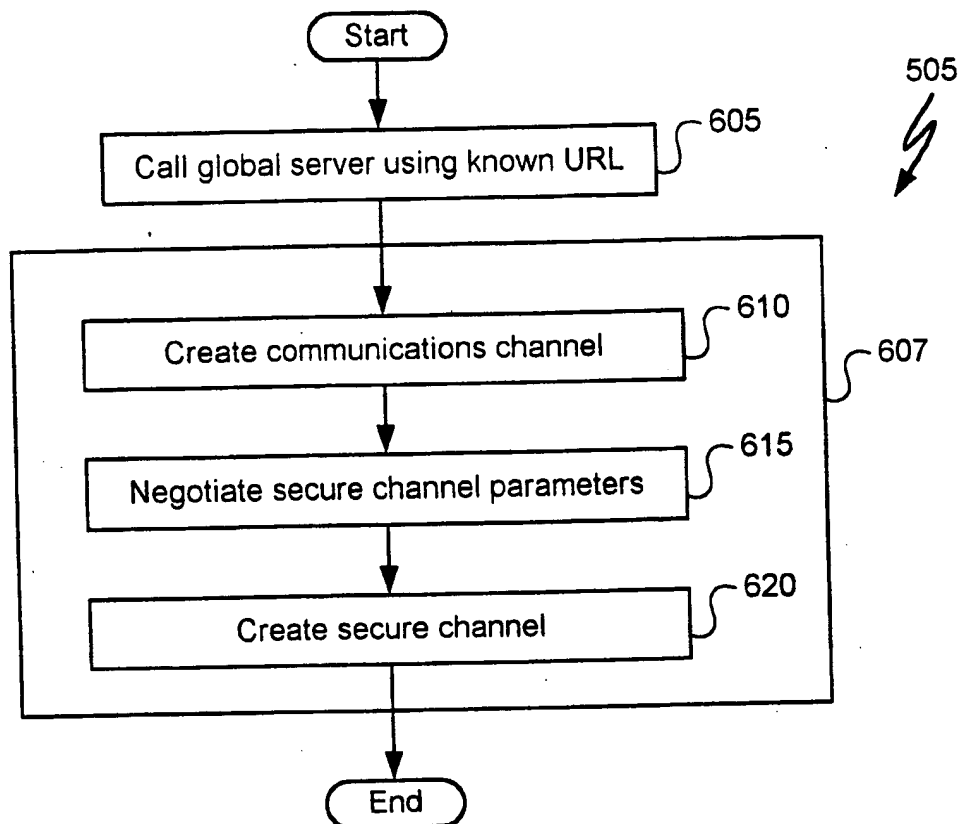 Start
505
605
Call global server using known URL
610
Create communications channel
607
615
Negotiate secure channel parameters
620
Create secure channel
End